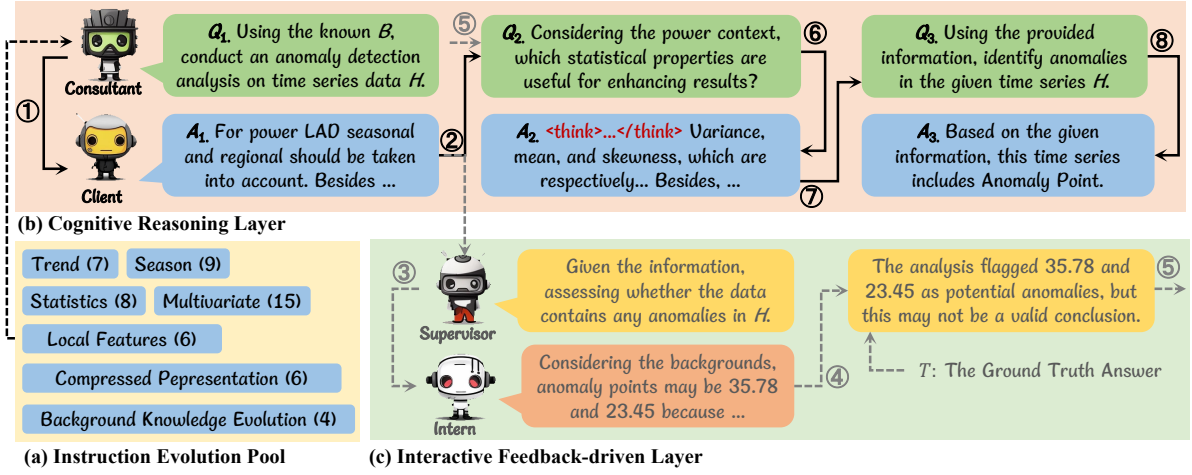 Q1. Using the known B,
conduct an anomaly detection
analysis on time series data H.
⑤
Q2. Considering the power context,
which statistical properties are
useful for enhancing results?
⑥
Q3. Using the provided
information, identify anomalies
in the given time series H.
⑧
Consultant
①
A1. For power LAD seasonal
and regional should be taken
into account. Besides ...
②
A2. <think>...</think> Variance,
mean, and skewness, which are
respectively... Besides, ...
⑦
A3. Based on the given
information, this time series
includes Anomaly Point.
Client
(b) Cognitive Reasoning Layer
Trend (7)
Season (9)
Statistics (8)
Multivariate (15)
Local Features (6)
Compressed Pepresentation (6)
Background Knowledge Evolution (4)
(a) Instruction Evolution Pool
③
Supervisor
Given the information,
assessing whether the data
contains any anomalies in H.
Intern
Considering the backgrounds,
anomaly points may be 35.78
and 23.45 because ...
④
The analysis flagged 35.78 and
23.45 as potential anomalies, but
this may not be a valid conclusion.
⑤
T: The Ground Truth Answer
(c) Interactive Feedback-driven Layer